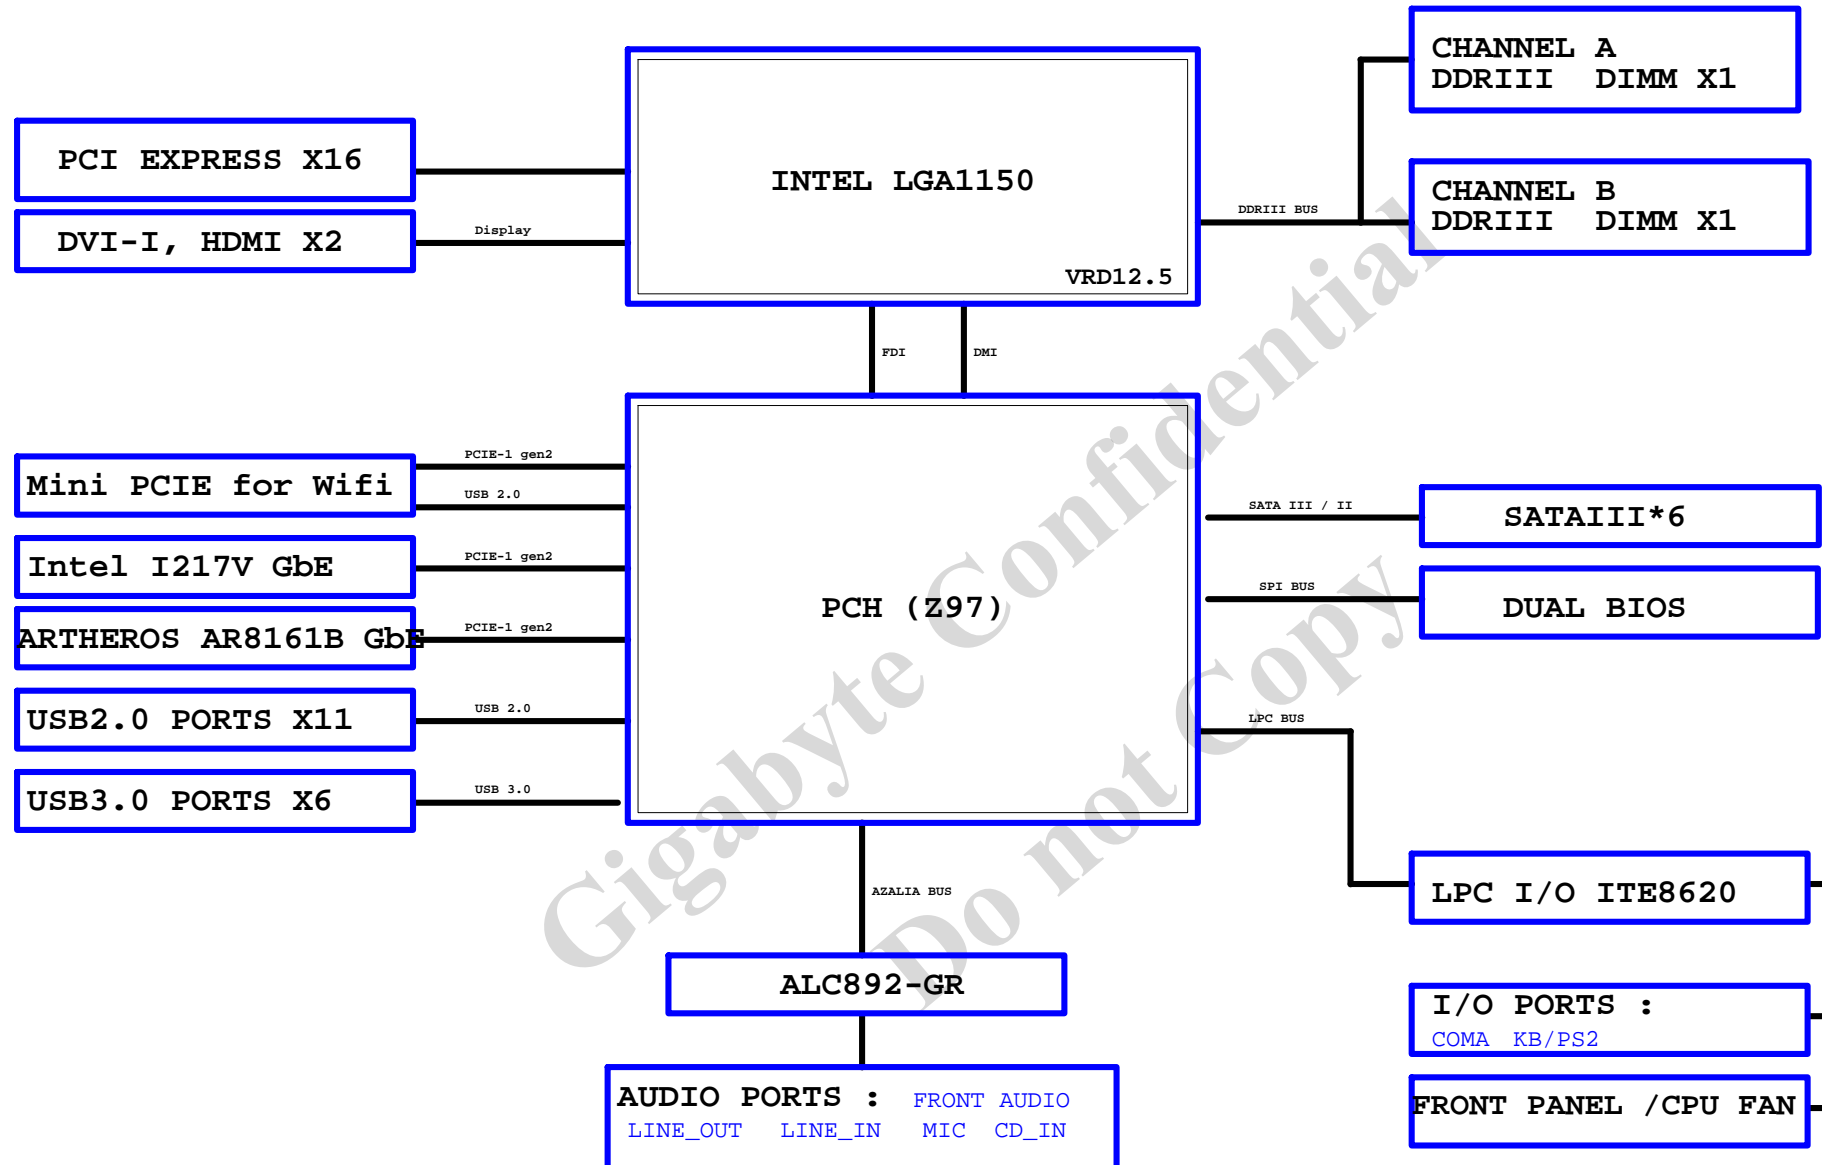 CHANNEL A
DDRIII DIMM X1
PCI EXPRESS X16
INTEL LGA1150
CHANNEL B
DDRIII DIMM X1
DDRIII BUS
DVI-I, HDMI X2
Display
VRD12.5
FDI
DMI
Mini PCIE for Wifi
PCIE-1 gen2
USB 2.0
SATA III / II
SATAIII*6
Intel I217V GbE
PCIE-1 gen2
SPI BUS
DUAL BIOS
PCH (Z97)
ARTHEROS AR8161B GbE
PCIE-1 gen2
USB2.0 PORTS X11
USB 2.0
LPC BUS
USB3.0 PORTS X6
USB 3.0
AZALIA BUS
LPC I/O ITE8620
ALC892-GR
I/O PORTS :
COMA KB/PS2
AUDIO PORTS : FRONT AUDIO
LINE_OUT LINE_IN MIC CD_IN
FRONT PANEL /CPU FAN
Gigabyte Confidential
Do not Copy